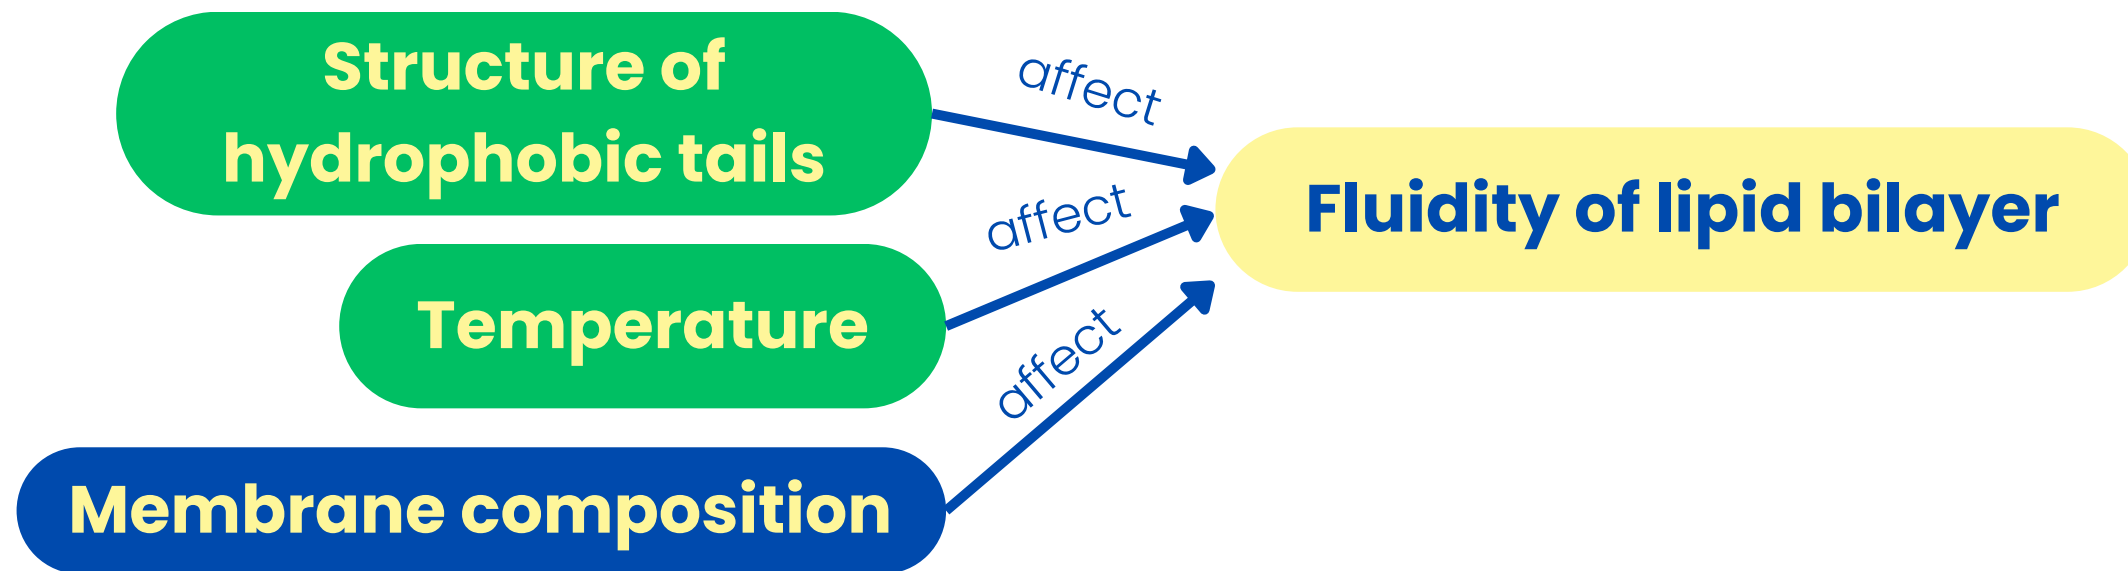 Structure of
hydrophobic tails
affect
Temperature
affect
Membrane composition
affect
Fluidity of lipid bilayer